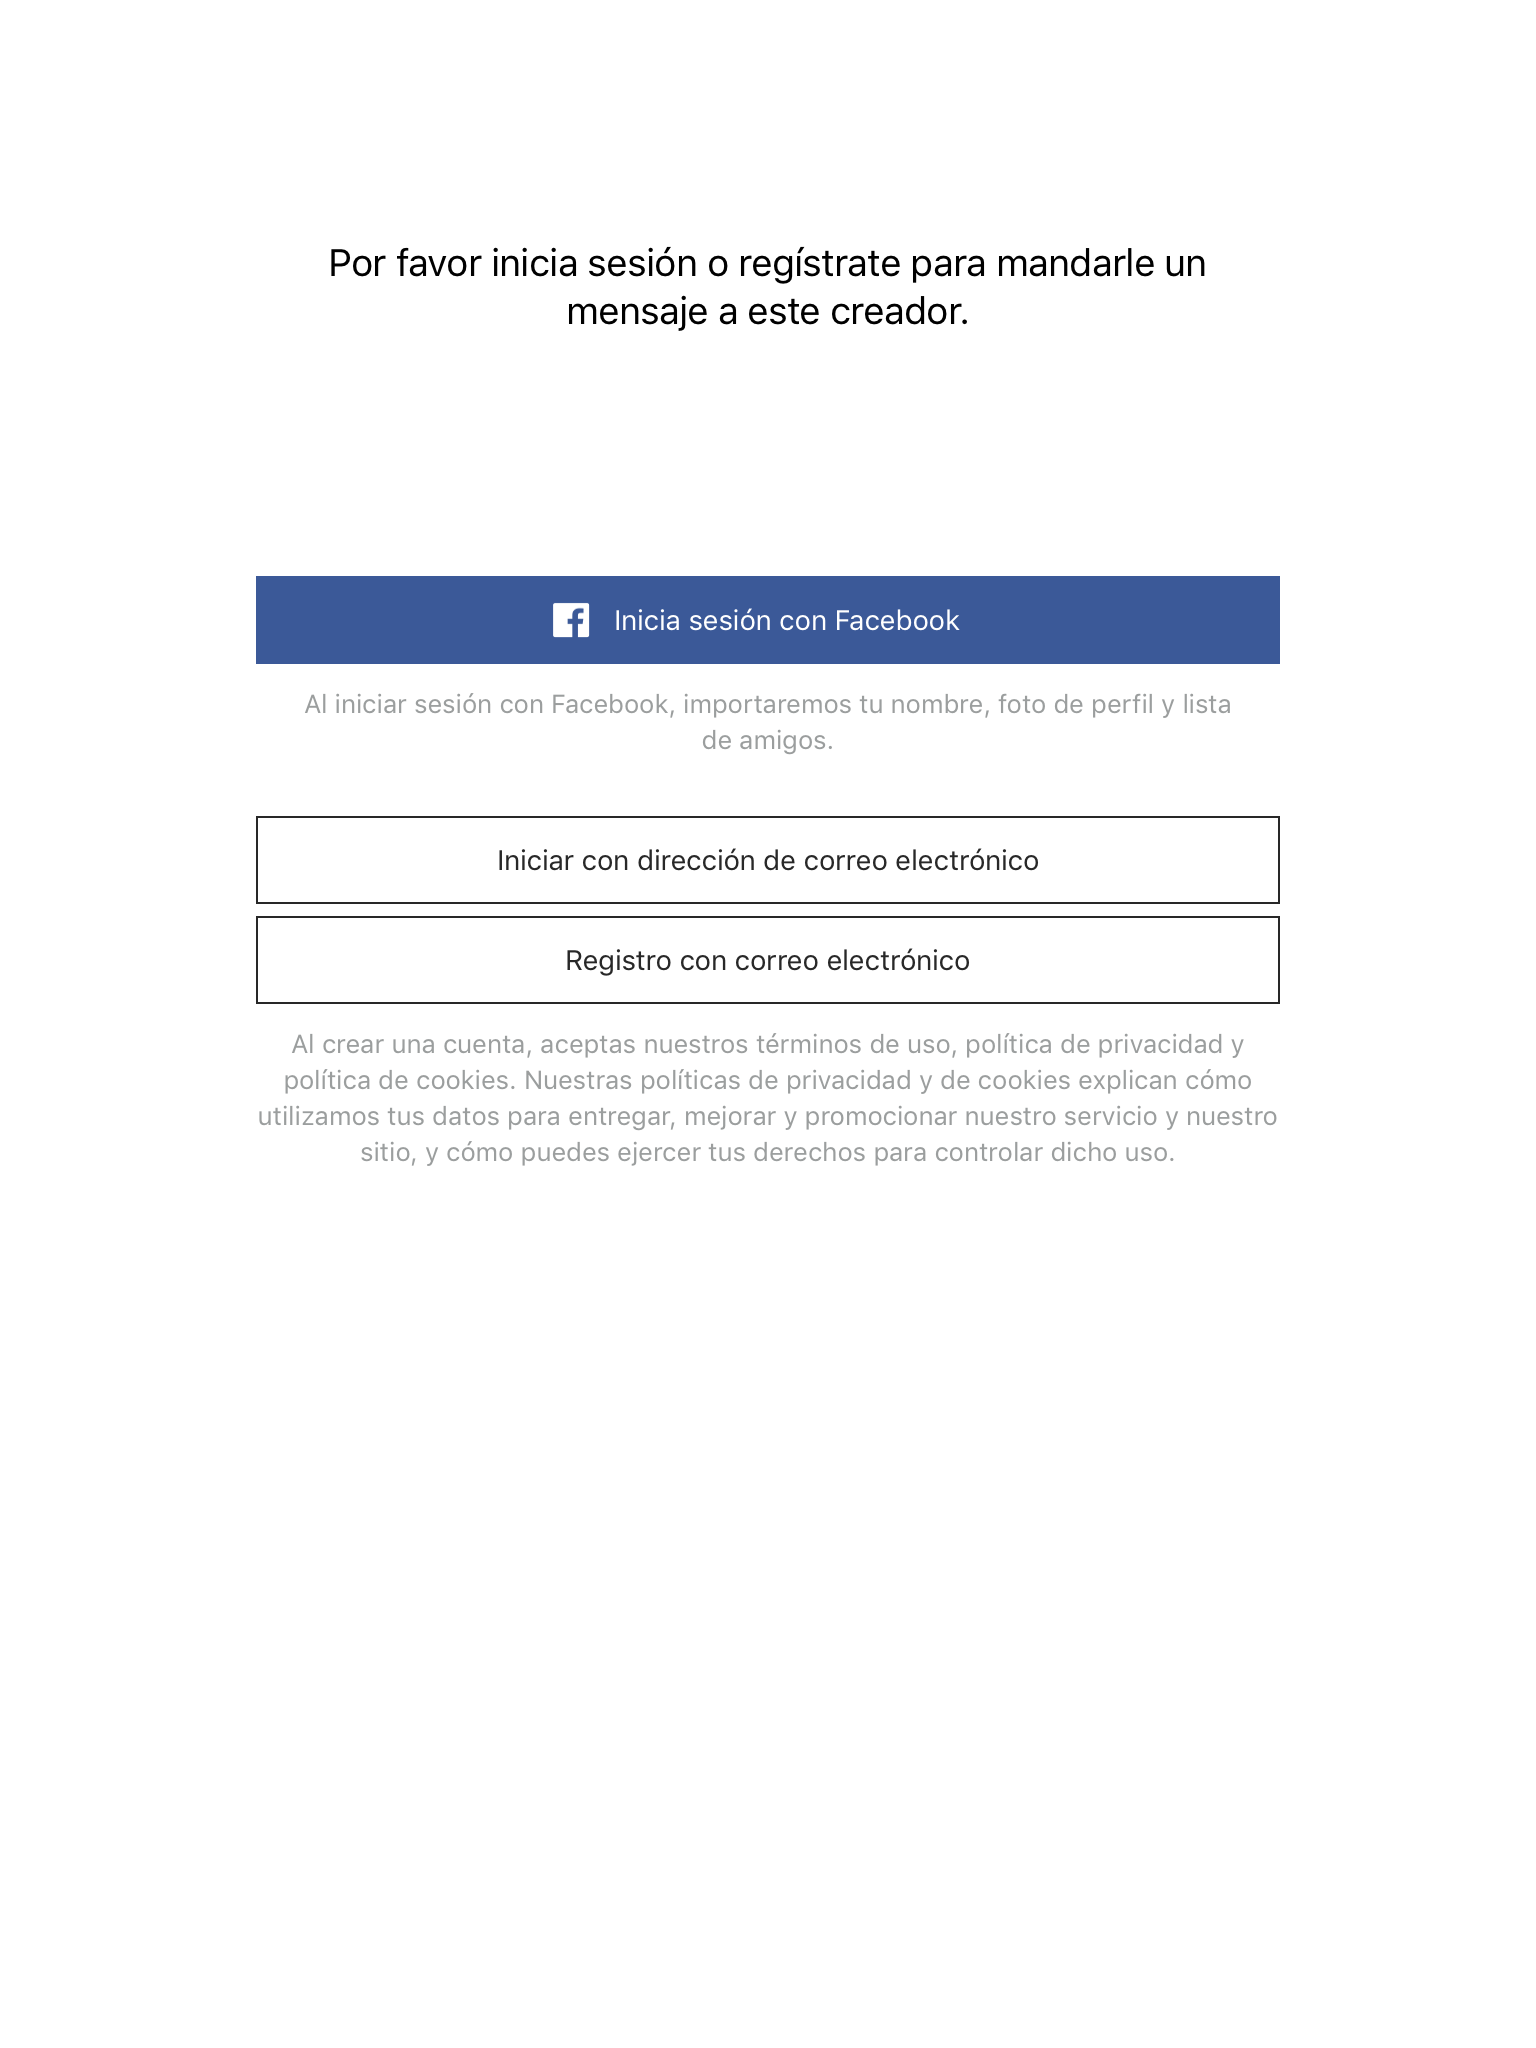 Por favor inicia sesión o regístrate para mandarle un
mensaje a este creador.
Inicia sesión con Facebook
Al iniciar sesión con Facebook, importaremos tu nombre, foto de perfil y lista
de amigos.
Iniciar con dirección de correo electrónico
Registro con correo electrónico
Al crear una cuenta, aceptas nuestros términos de uso, política de privacidad y
política de cookies. Nuestras políticas de privacidad y de cookies explican cómo
utilizamos tus datos para entregar, mejorar y promocionar nuestro servicio y nuestro
sitio, y cómo puedes ejercer tus derechos para controlar dicho uso.